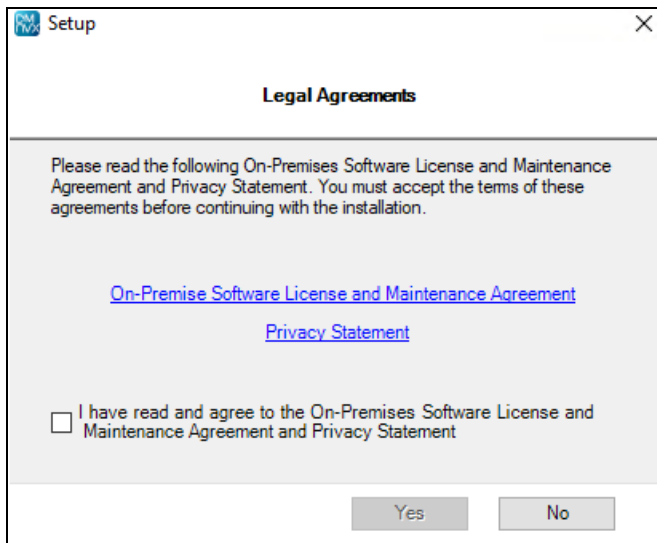 DM
NVX Setup
Legal Agreements
Please read the following On-Premises Software License and Maintenance
Agreement and Privacy Statement. You must accept the terms of these
agreements before continuing with the installation.
On-Premise Software License and Maintenance Agreement
Privacy Statement
I have read and agree to the On-Premises Software License and
Maintenance Agreement and Privacy Statement
Yes No